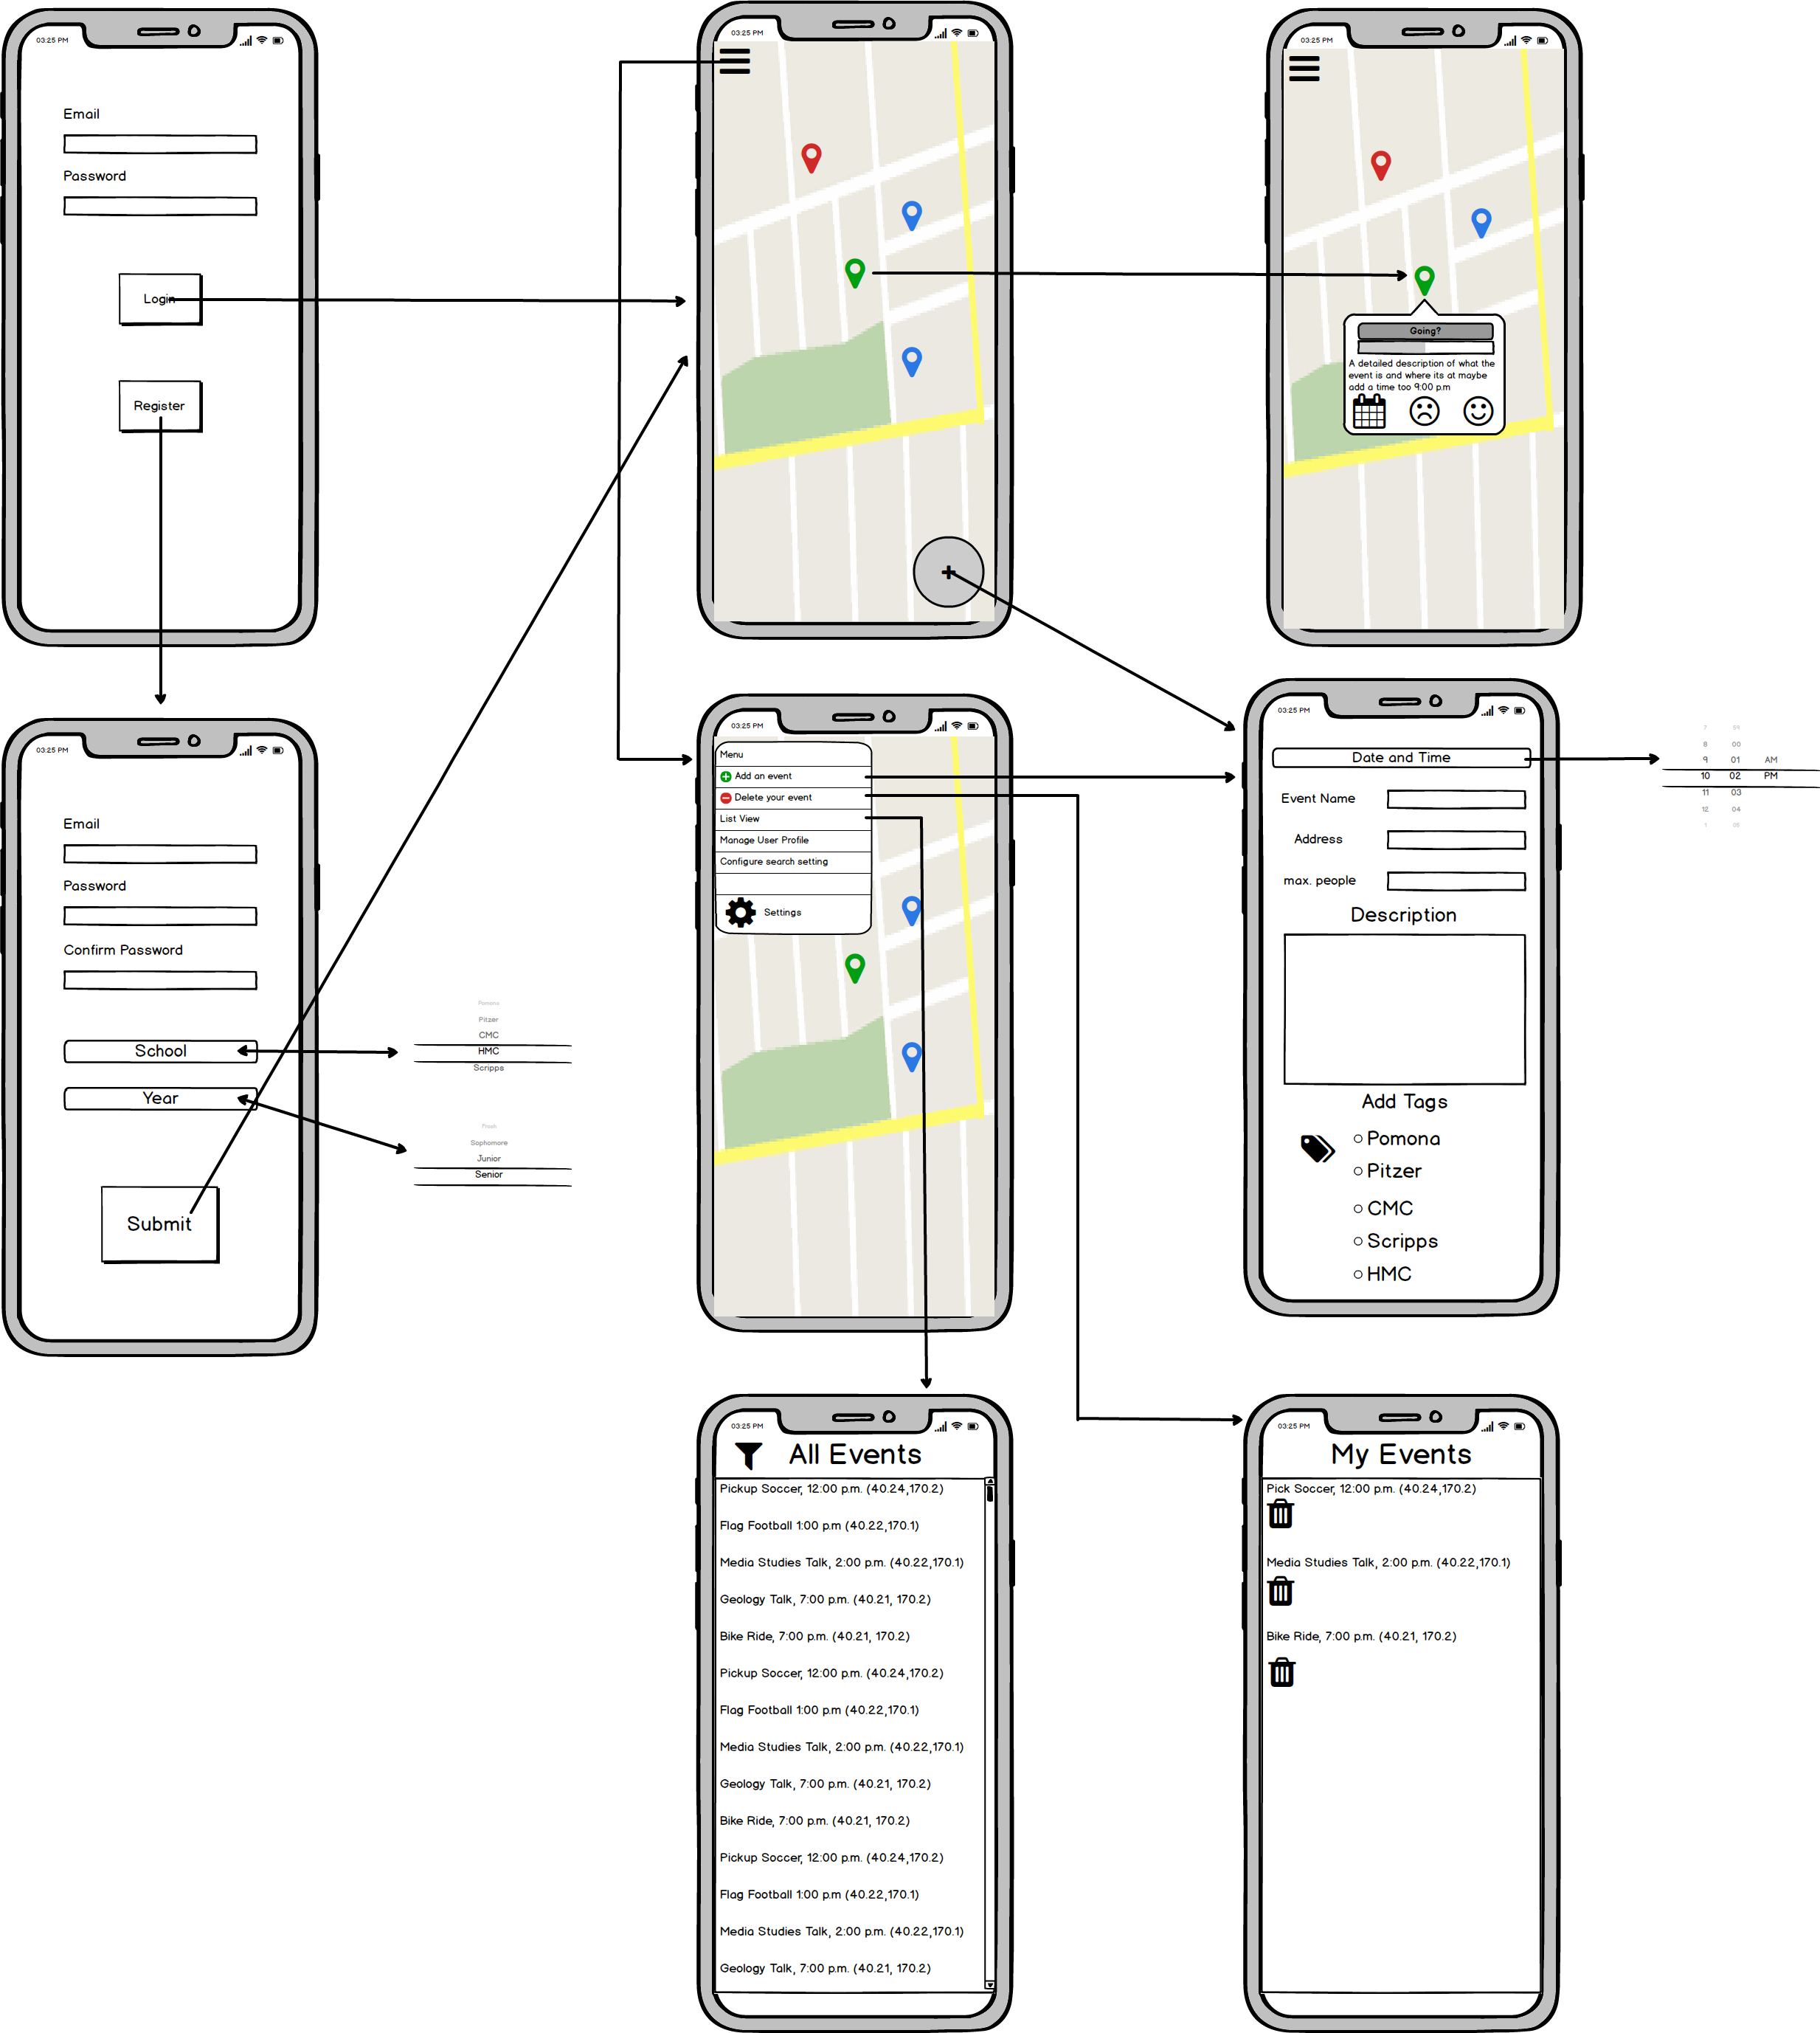 03:25 PM
Email
Password
Login
Register
03:25 PM
03:25 PM
Going?
A detailed description of what the
event is and where its at maybe
add a time too 9:00 p.m
03:25 PM
Email
Password
Confirm Password
School
Year
Submit
Pomona
Pitzer
CMC
HMC
Scripps
Frosh
Sophomore
Junior
Senior
03:25 PM
Menu
Add an event
Delete your event
List View
Manage User Profile
Configure search setting
Settings
03:25 PM
Date and Time
Event Name
Address
max. people
Description
Add Tags
Pomona
Pitzer
CMC
Scripps
HMC
7 59
8 00
9 01 AM
10 02 PM
11 03
12 04
1 05
03:25 PM
All Events
Pickup Soccer, 12:00 p.m. (40.24,170.2)
Flag Football 1:00 p.m (40.22,170.1)
Media Studies Talk, 2:00 p.m. (40.22,170.1)
Geology Talk, 7:00 p.m. (40.21, 170.2)
Bike Ride, 7:00 p.m. (40.21, 170.2)
Pickup Soccer, 12:00 p.m. (40.24,170.2)
Flag Football 1:00 p.m (40.22,170.1)
Media Studies Talk, 2:00 p.m. (40.22,170.1)
Geology Talk, 7:00 p.m. (40.21, 170.2)
Bike Ride, 7:00 p.m. (40.21, 170.2)
Pickup Soccer, 12:00 p.m. (40.24,170.2)
Flag Football 1:00 p.m (40.22,170.1)
Media Studies Talk, 2:00 p.m. (40.22,170.1)
Geology Talk, 7:00 p.m. (40.21, 170.2)
03:25 PM
My Events
Pick Soccer, 12:00 p.m. (40.24,170.2)
Media Studies Talk, 2:00 p.m. (40.22,170.1)
Bike Ride, 7:00 p.m. (40.21, 170.2)